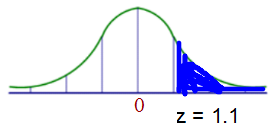 0
z = 1.1